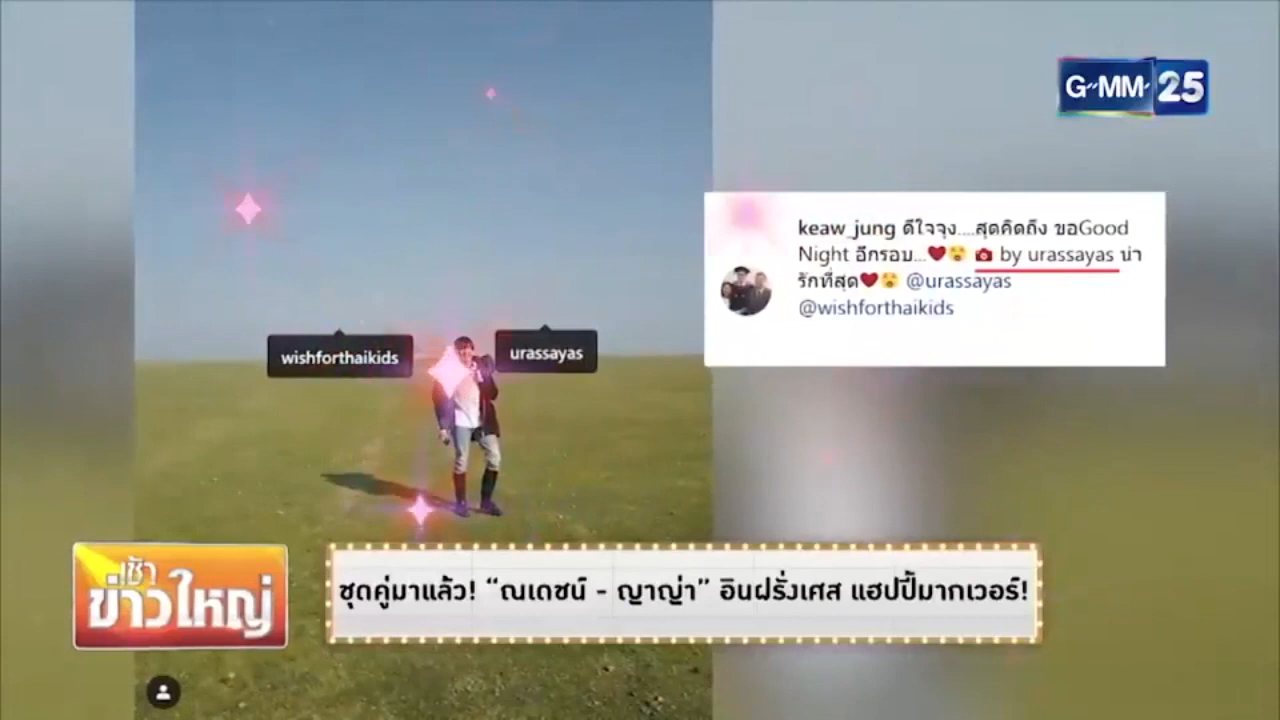 G"MM' 25
keaw_jung ดีใจจุง....สุดคิดถึง ขอGood
Night อีกรอบ...❤️😵 📷 by urassayas น่า
รักที่สุด❤️😵 @urassayas
@wishforthaikids
wishforthaikids
urassayas
เช้า
ข่าวใหญ่
ชุดคู่มาแล้ว! “ณเดชน์ - ญาญ่า” อินฝรั่งเศส แฮปปี้มากเวอร์!